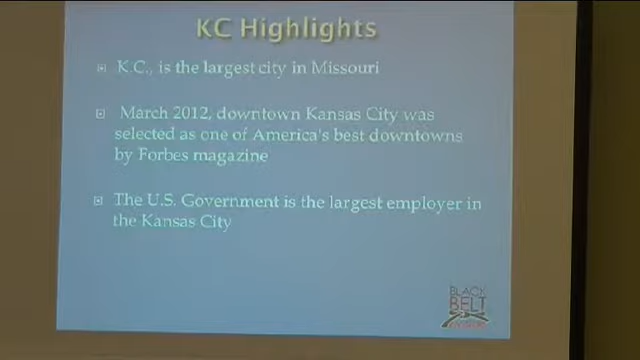 KC Highlights
K.C., is the largest city in Missouri
March 2012, downtown Kansas City was
selected as one of America's best downtowns
by Forbes magazine
The U.S. Government is the largest employer in
the Kansas City
BLACK
BELT